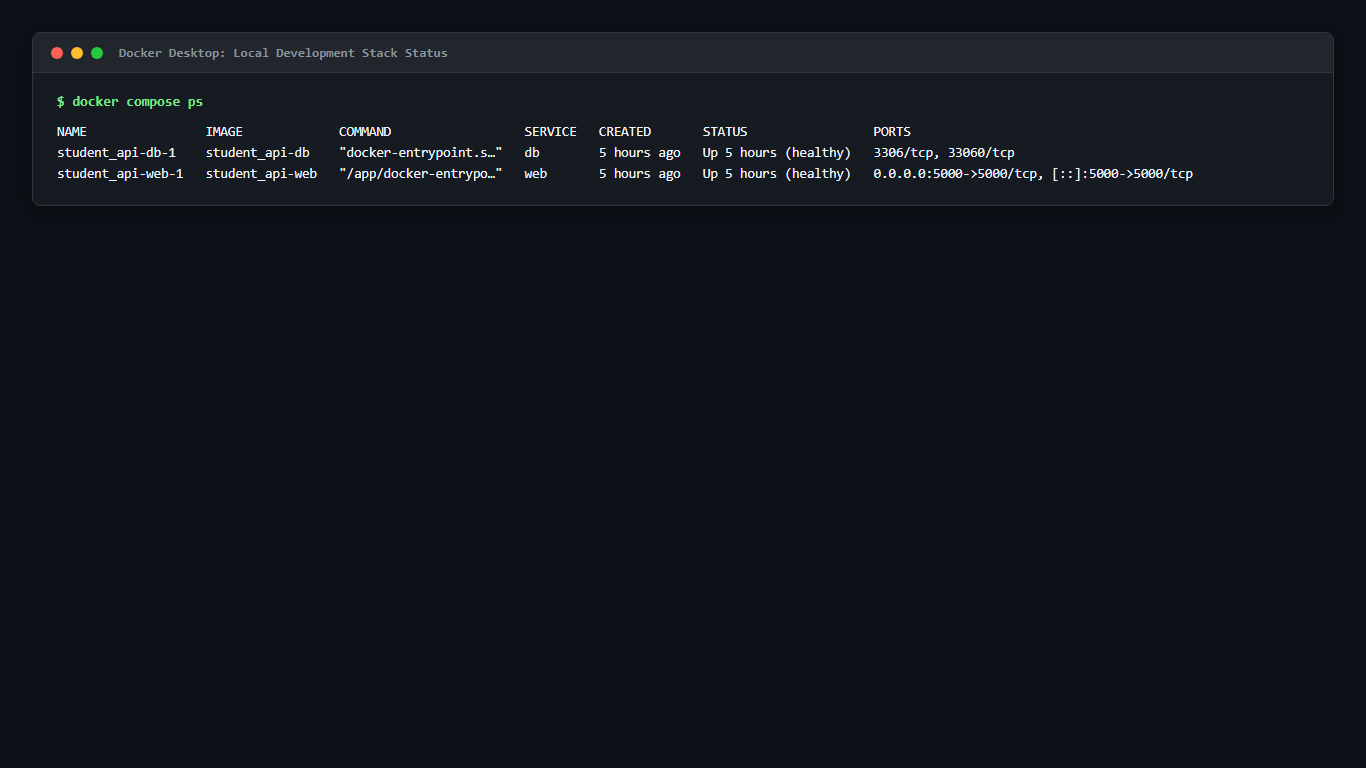 Docker Desktop: Local Development Stack Status
$ docker compose ps
NAME IMAGE COMMAND SERVICE CREATED STATUS PORTS
student_api-db-1 student_api-db "docker-entrypoint.s…" db 5 hours ago Up 5 hours (healthy) 3306/tcp, 33060/tcp
student_api-web-1 student_api-web "/app/docker-entrypo…" web 5 hours ago Up 5 hours (healthy) 0.0.0.0:5000->5000/tcp, [::]:5000->5000/tcp